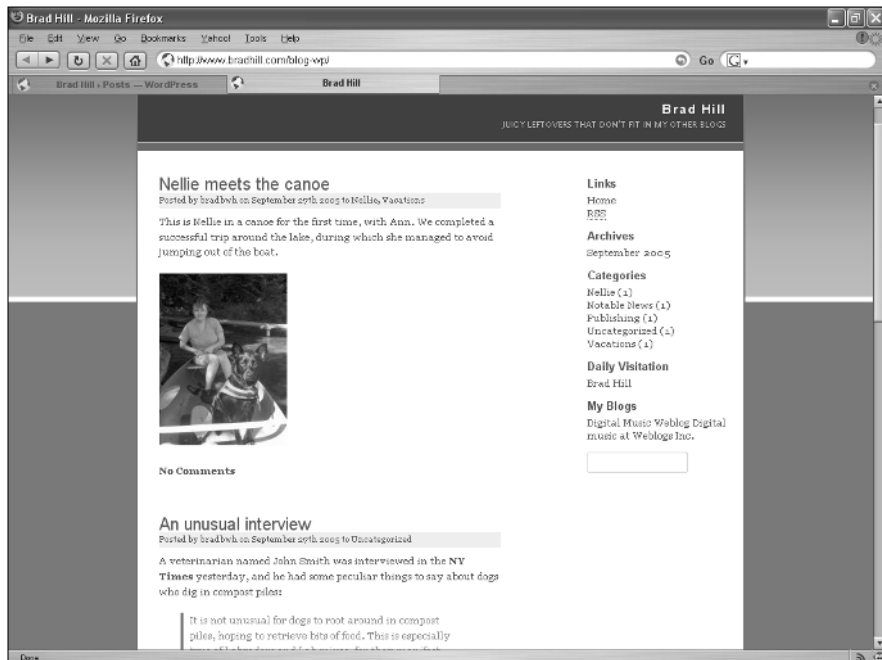 Brad Hill - Mozilla Firefox
File Edit View Go Bookmarks Yahoo! Tools Help
http://www.bradhill.com/blog-wp/
Go
G
Brad Hill › Posts — WordPress
Brad Hill
Brad Hill
JUICY LEFTOVERS THAT DON'T FIT IN MY OTHER BLOGS
Nellie meets the canoe
Posted by bradbwh on September 27th 2005 to Nellie, Vacations
This is Nellie in a canoe for the first time, with Ann. We completed a
successful trip around the lake, during which she managed to avoid
jumping out of the boat.
No Comments
An unusual interview
Posted by bradbwh on September 27th 2005 to Uncategorized
A veterinarian named John Smith was interviewed in the NY
Times yesterday, and he had some peculiar things to say about dogs
who dig in compost piles:
It is not unusual for dogs to root around in compost
piles, hoping to retrieve bits of food. This is especially
Links
Home
RSS
Archives
September 2005
Categories
Nellie (1)
Notable News (1)
Publishing (1)
Uncategorized (1)
Vacations (1)
Daily Visitation
Brad Hill
My Blogs
Digital Music Weblog Digital
music at Weblogs Inc.
Done